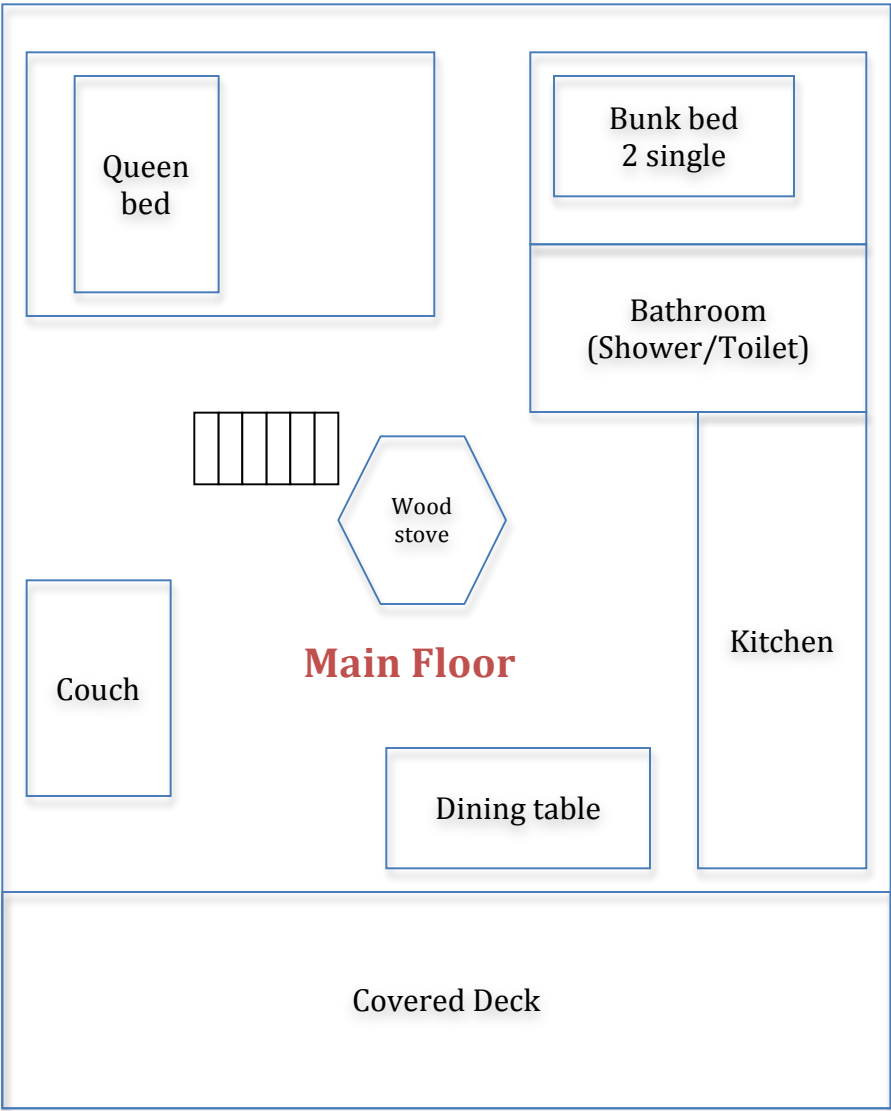 Queen
bed
Bunk bed
2 single
Bathroom
(Shower/Toilet)
Wood
stove
Main Floor
Kitchen
Couch
Dining table
Covered Deck